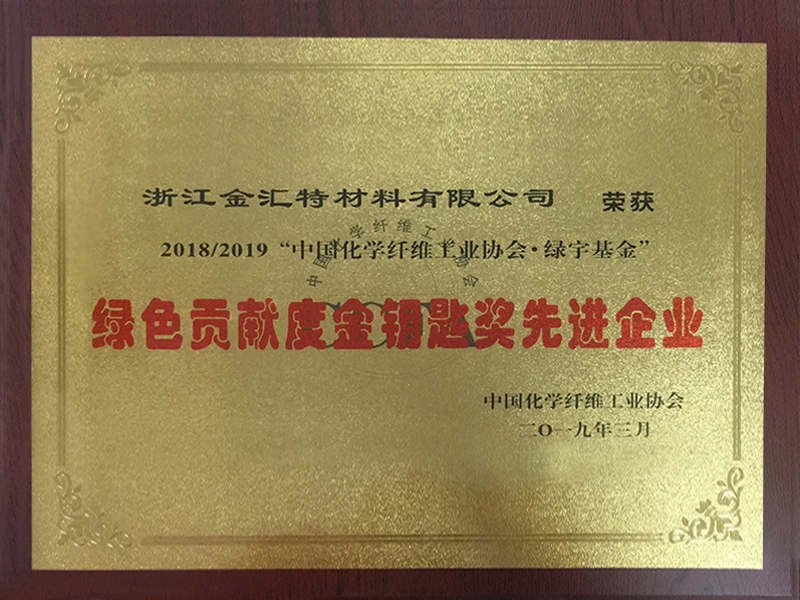 浙江金汇特材料有限公司 荣获
2018/2019“中国化学纤维工业协会·绿宇基金”
绿色贡献度金钥匙奖先进企业
中国化学纤维工业协会
二〇一九年三月